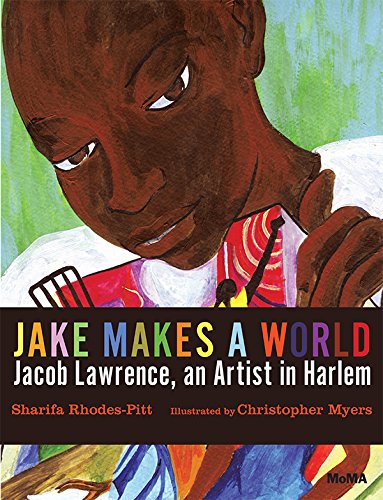 JAKE MAKES A WORLD
Jacob Lawrence, an Artist in Harlem
Sharifa Rhodes-Pitt Illustrated by Christopher Myers
MoMA